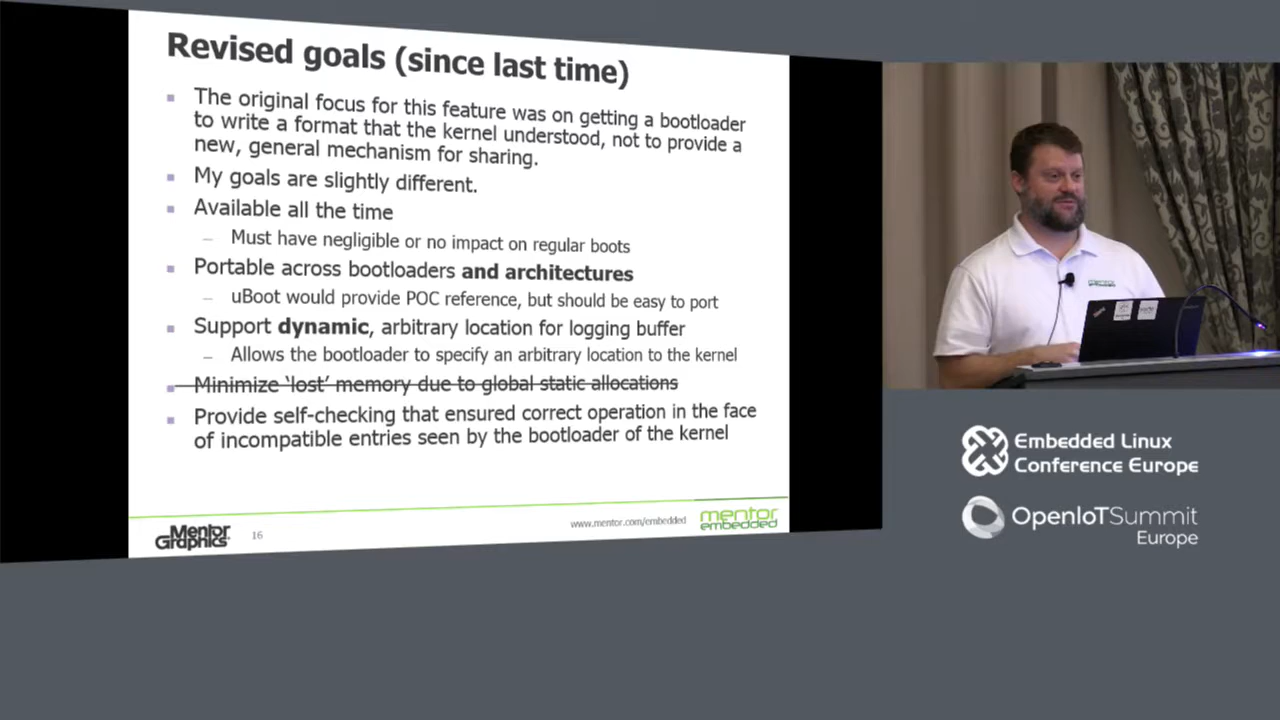 Revised goals (since last time)
The original focus for this feature was on getting a bootloader
to write a format that the kernel understood, not to provide a
new, general mechanism for sharing.
My goals are slightly different.
Available all the time
– Must have negligible or no impact on regular boots
Portable across bootloaders and architectures
– uBoot would provide POC reference, but should be easy to port
Support dynamic, arbitrary location for logging buffer
– Allows the bootloader to specify an arbitrary location to the kernel
Minimize ‘lost’ memory due to global static allocations
Provide self-checking that ensured correct operation in the face
of incompatible entries seen by the bootloader of the kernel
Mentor
Graphics
16
www.mentor.com/embedded
mentor
embedded
Embedded Linux
Conference Europe
OpenIoTSummit
Europe